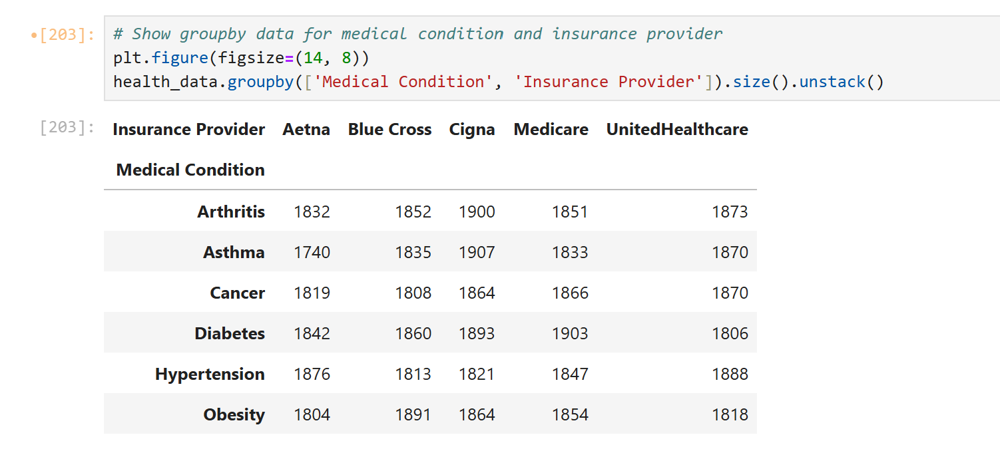 •[203]: # Show groupby data for medical condition and insurance provider
plt.figure(figsize=(14, 8))
health_data.groupby(['Medical Condition', 'Insurance Provider']).size().unstack()
[203]: Insurance Provider Aetna Blue Cross Cigna Medicare UnitedHealthcare
Medical Condition
Arthritis 1832 1852 1900 1851 1873
Asthma 1740 1835 1907 1833 1870
Cancer 1819 1808 1864 1866 1870
Diabetes 1842 1860 1893 1903 1806
Hypertension 1876 1813 1821 1847 1888
Obesity 1804 1891 1864 1854 1818